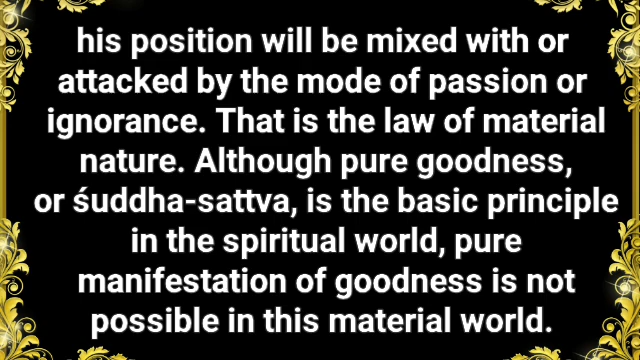 his position will be mixed with or
attacked by the mode of passion or
ignorance. That is the law of material
nature. Although pure goodness,
or śuddha-sattva, is the basic principle
in the spiritual world, pure
manifestation of goodness is not
possible in this material world.